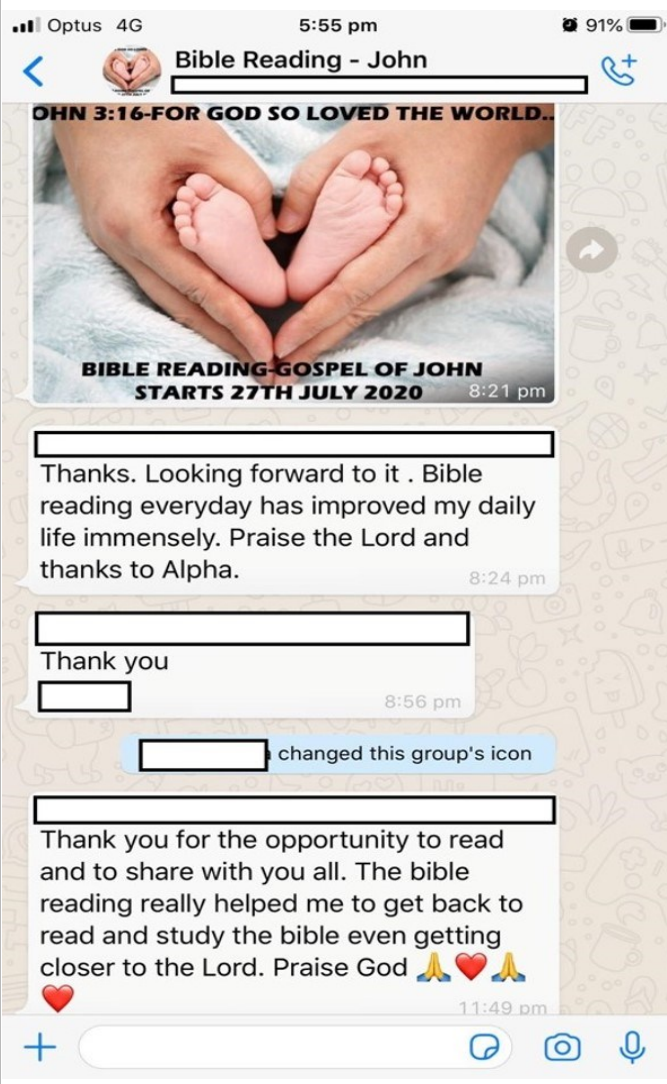 Optus 4G 5:55 pm 91%
Bible Reading - John
OHN 3:16-FOR GOD SO LOVED THE WORLD..
BIBLE READING-GOSPEL OF JOHN
STARTS 27TH JULY 2020 8:21 pm
Thanks. Looking forward to it . Bible
reading everyday has improved my daily
life immensely. Praise the Lord and
thanks to Alpha.
8:24 pm
Thank you
8:56 pm
changed this group's icon
Thank you for the opportunity to read
and to share with you all. The bible
reading really helped me to get back to
read and study the bible even getting
closer to the Lord. Praise God 🙏❤️🙏
❤️
11:49 pm